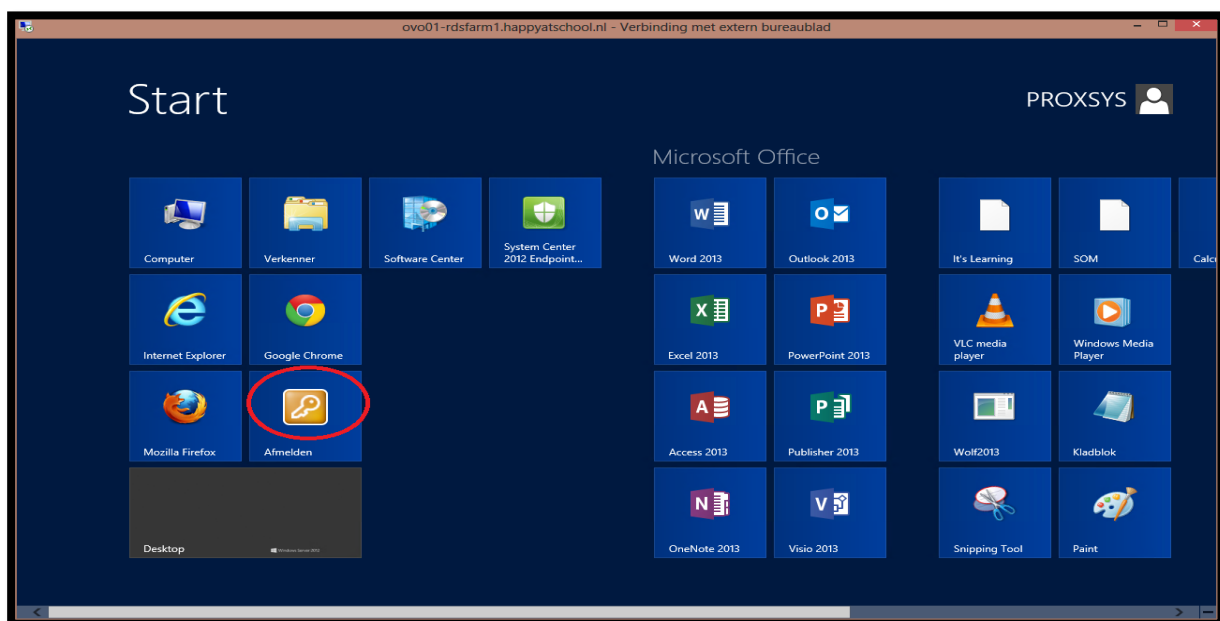 ovo01-rdsfarm1.happyatschool.nl - Verbinding met extern bureaublad
Start
PROXSYS
Microsoft Office
Computer
Verkenner
Software Center
System Center
2012 Endpoint...
Word 2013
Outlook 2013
It's Learning
SOM
Internet Explorer
Google Chrome
Excel 2013
PowerPoint 2013
VLC media
player
Windows Media
Player
Mozilla Firefox
Afmelden
Access 2013
Publisher 2013
Wolf2013
Kladblok
Desktop
Windows Server 2012
OneNote 2013
Visio 2013
Snipping Tool
Paint